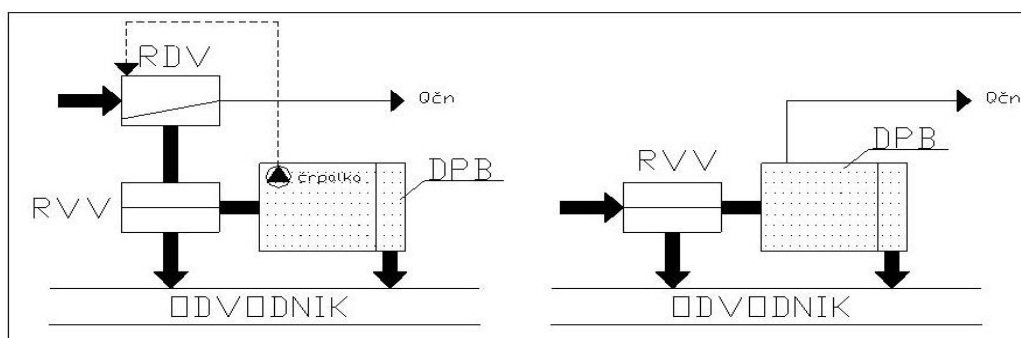 RDV
Qčn
RVV
črpalka
DPB
ODVODNIK
Qčn
DPB
RVV
ODVODNIK